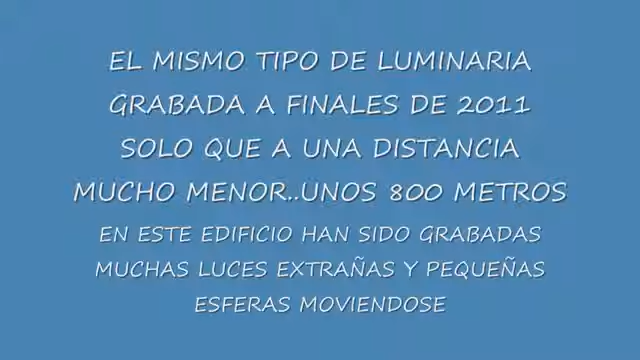 EL MISMO TIPO DE LUMINARIA
GRABADA A FINALES DE 2011
SOLO QUE A UNA DISTANCIA
MUCHO MENOR..UNOS 800 METROS
EN ESTE EDIFICIO HAN SIDO GRABADAS
MUCHAS LUCES EXTRAÑAS Y PEQUEÑAS
ESFERAS MOVIENDOSE